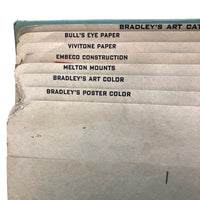 BRADLEY'S ART CAT
BULL'S EYE PAPER
VIVITONE PAPER
EMBECO CONSTRUCTION
MELTON MOUNTS
BRADLEY'S ART COLOR
BRADLEY'S POSTER COLOR